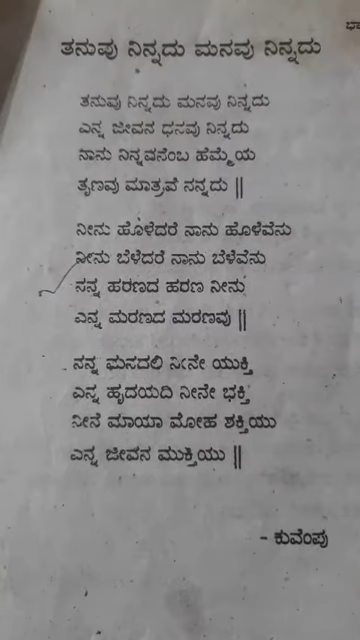 ಭಾ
ತನುಪು ನಿನ್ನದು ಮನವು ನಿನ್ನದು
ತನುಪು ನಿನ್ನದು ಮನವು ನಿನ್ನದು
ಎನ್ನ ಜೀವನ ಧನವು ನಿನ್ನದು
ನಾನು ನಿನ್ನವನೆಂಬ ಹೆಮ್ಮೆಯ
ತೃಣವು ಮಾತ್ರವೆ ನನ್ನದು ||
ನೀನು ಹೊಳೆದರೆ ನಾನು ಹೊಳೆವೆನು
ನೀನು ಬೆಳೆದರೆ ನಾನು ಬೆಳೆವೆನು
ನನ್ನ ಹರಣದ ಹರಣ ನೀನು
ಎನ್ನ ಮರಣದ ಮರಣವು ||
ನನ್ನ ಘನದಲಿ ನೀನೇ ಯುಕ್ತಿ
ಎನ್ನ ಹೃದಯದಿ ನೀನೇ ಭಕ್ತಿ
ನೀನೆ ಮಾಯಾ ಮೋಹ ಶಕ್ತಿಯು
ಎನ್ನ ಜೀವನ ಮುಕ್ತಿಯು ||
- ಕುವೆಂಪು